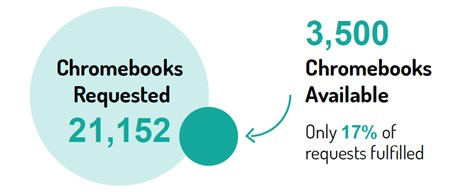 Chromebooks
Requested
21,152
3,500
Chromebooks
Available
Only 17% of
requests fulfilled